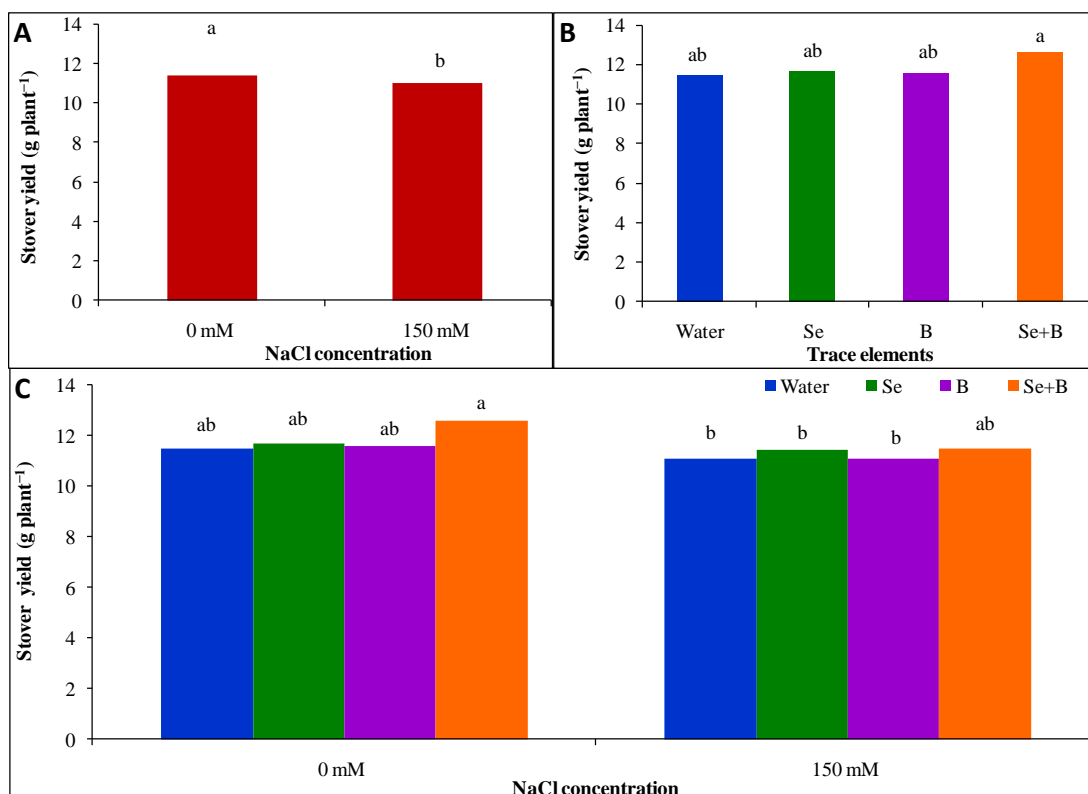 A
Stover yield (g plant⁻¹)
14
12
10
8
6
4
2
0
a
b
0 mM
150 mM
NaCl concentration
B
Stover yield (g plant⁻¹)
14
12
10
8
6
4
2
0
ab
ab
ab
a
Water
Se
B
Se+B
Trace elements
C
Stover yield (g plant⁻¹)
14
12
10
8
6
4
2
0
Water Se B Se+B
ab
ab
ab
a
b
b
b
ab
0 mM
150 mM
NaCl concentration